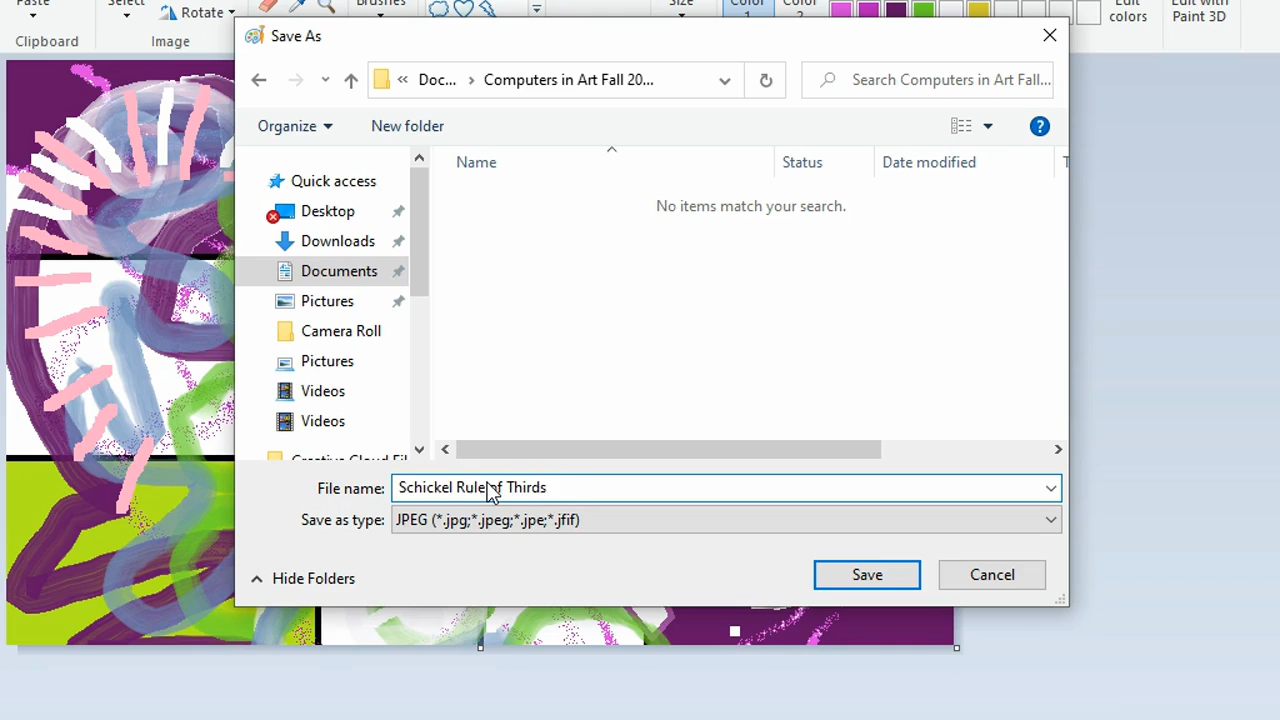 Paste
Select
Rotate
Brushes
Size
Color
1
Color
2
Edit
colors
Edit with
Paint 3D
Clipboard
Image
Save As
Doc...
Computers in Art Fall 20...
Search Computers in Art Fall...
Organize
New folder
Name
Status
Date modified
T
No items match your search.
Quick access
Desktop
Downloads
Documents
Pictures
Camera Roll
Pictures
Videos
Videos
Creative Cloud Fil
File name: Schickel Rule of Thirds
Save as type: JPEG (*.jpg;*.jpeg;*.jpe;*.jfif)
Hide Folders
Save
Cancel